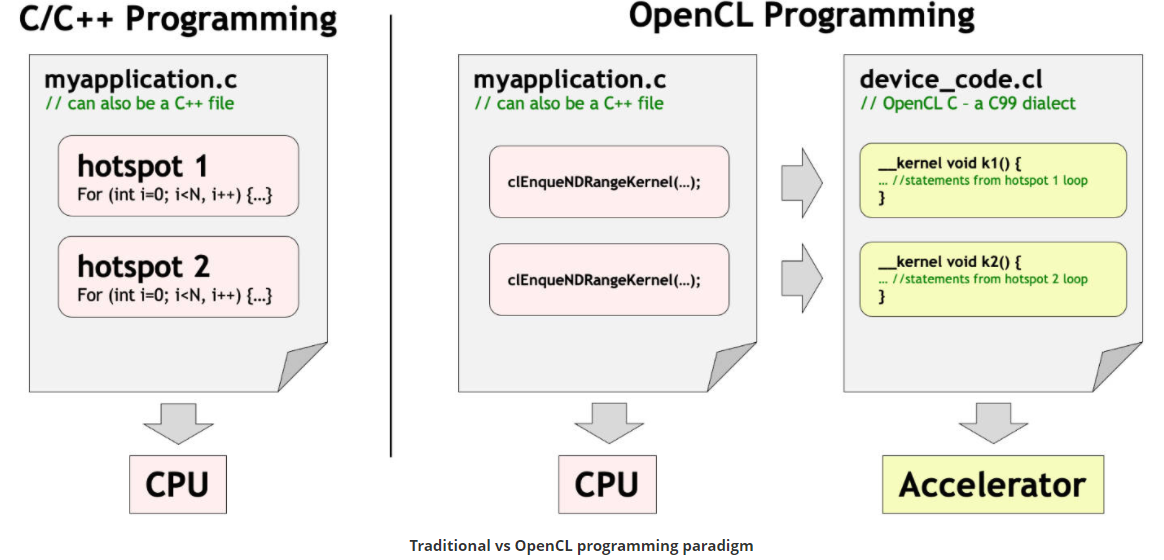 C/C++ Programming
myapplication.c
// can also be a C++ file
hotspot 1
For (int i=0; i<N, i++) {…}
hotspot 2
For (int i=0; i<N, i++) {…}
CPU
OpenCL Programming
myapplication.c
// can also be a C++ file
clEnqueNDRangeKernel(…);
clEnqueNDRangeKernel(…);
CPU
device_code.cl
// OpenCL C – a C99 dialect
__kernel void k1() {
… //statements from hotspot 1 loop
}
__kernel void k2() {
… //statements from hotspot 2 loop
}
Accelerator
Traditional vs OpenCL programming paradigm